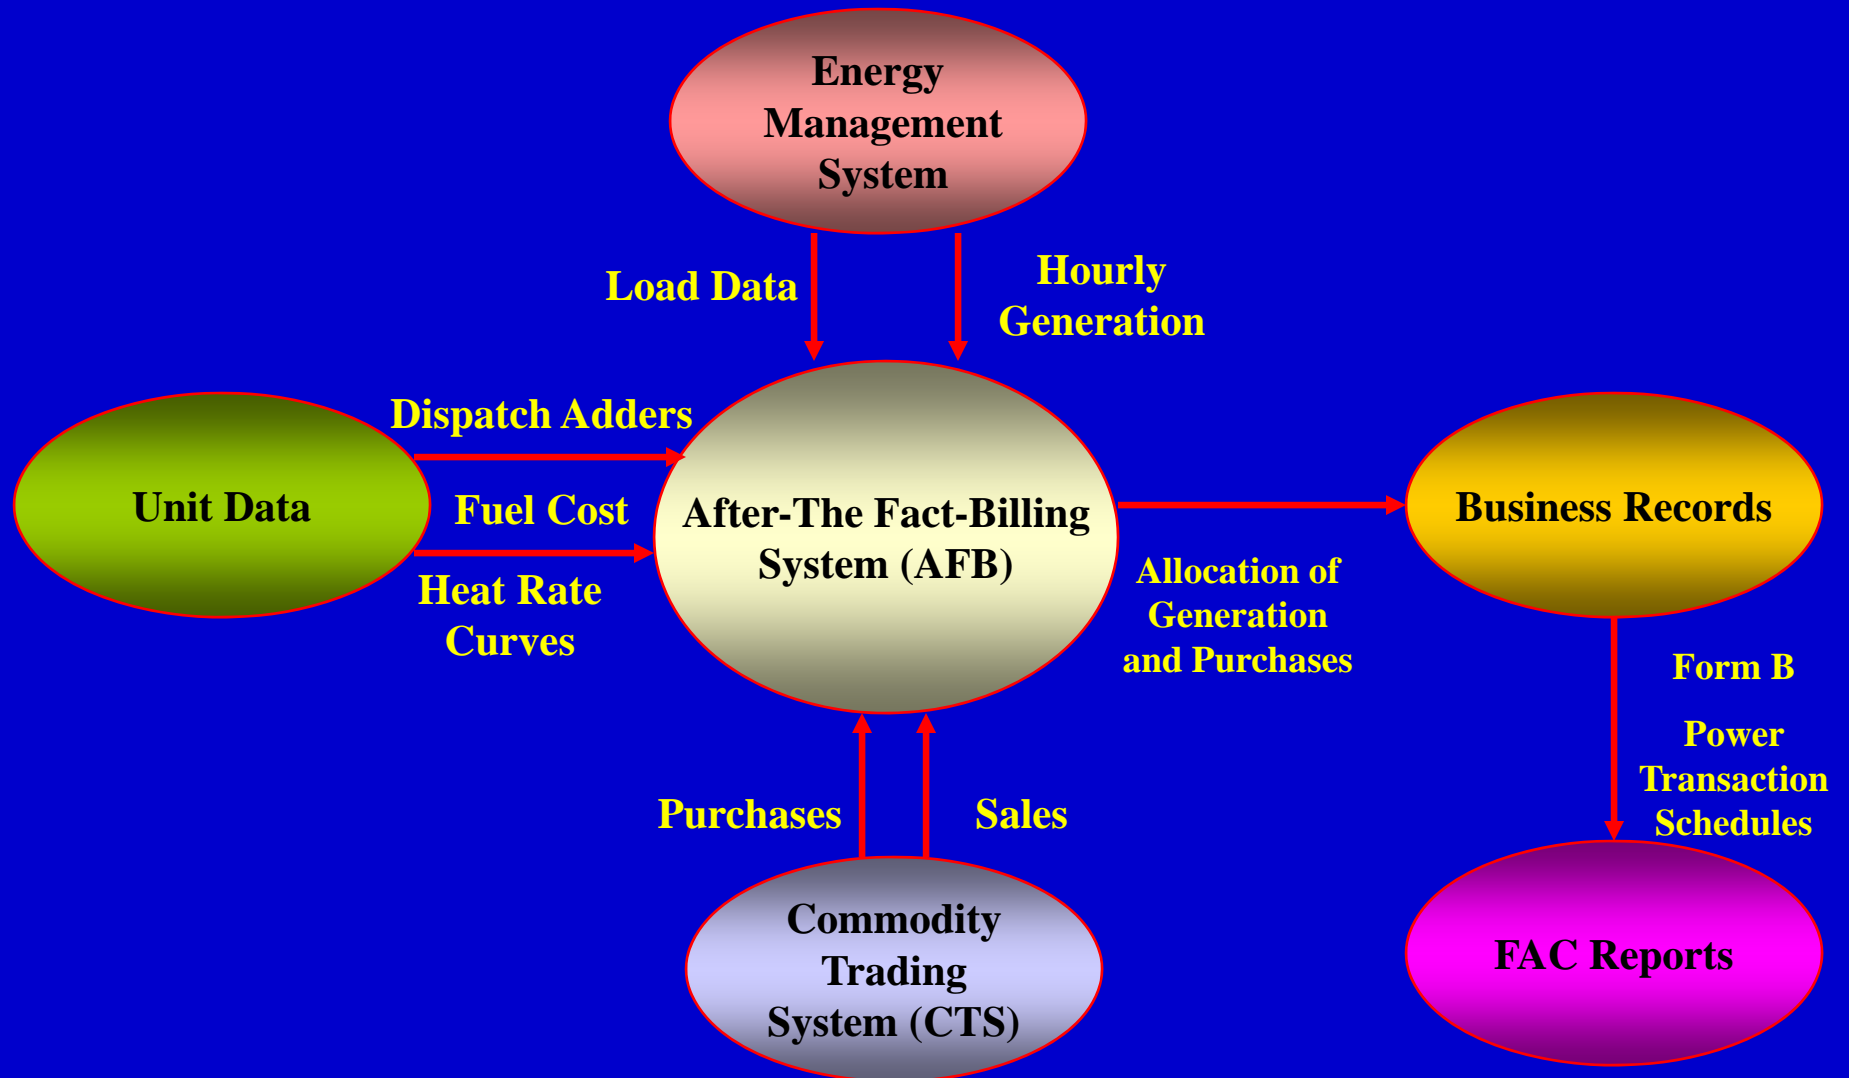 Energy
Management
System
Load Data
Hourly
Generation
Dispatch Adders
Unit Data
Fuel Cost
Heat Rate
Curves
After-The Fact-Billing
System (AFB)
Business Records
Allocation of
Generation
and Purchases
Form B
Power
Transaction
Schedules
Purchases
Sales
Commodity
Trading
System (CTS)
FAC Reports